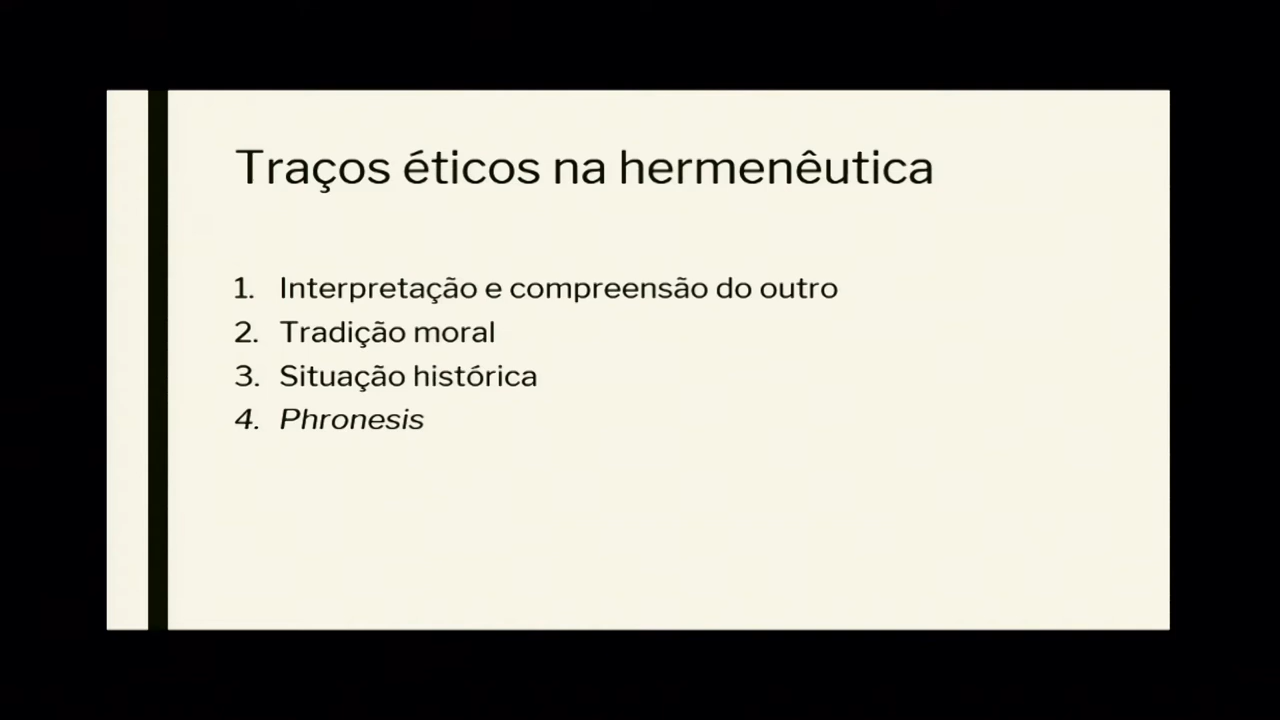 Traços éticos na hermenêutica
1. Interpretação e compreensão do outro
2. Tradição moral
3. Situação histórica
4. Phronesis